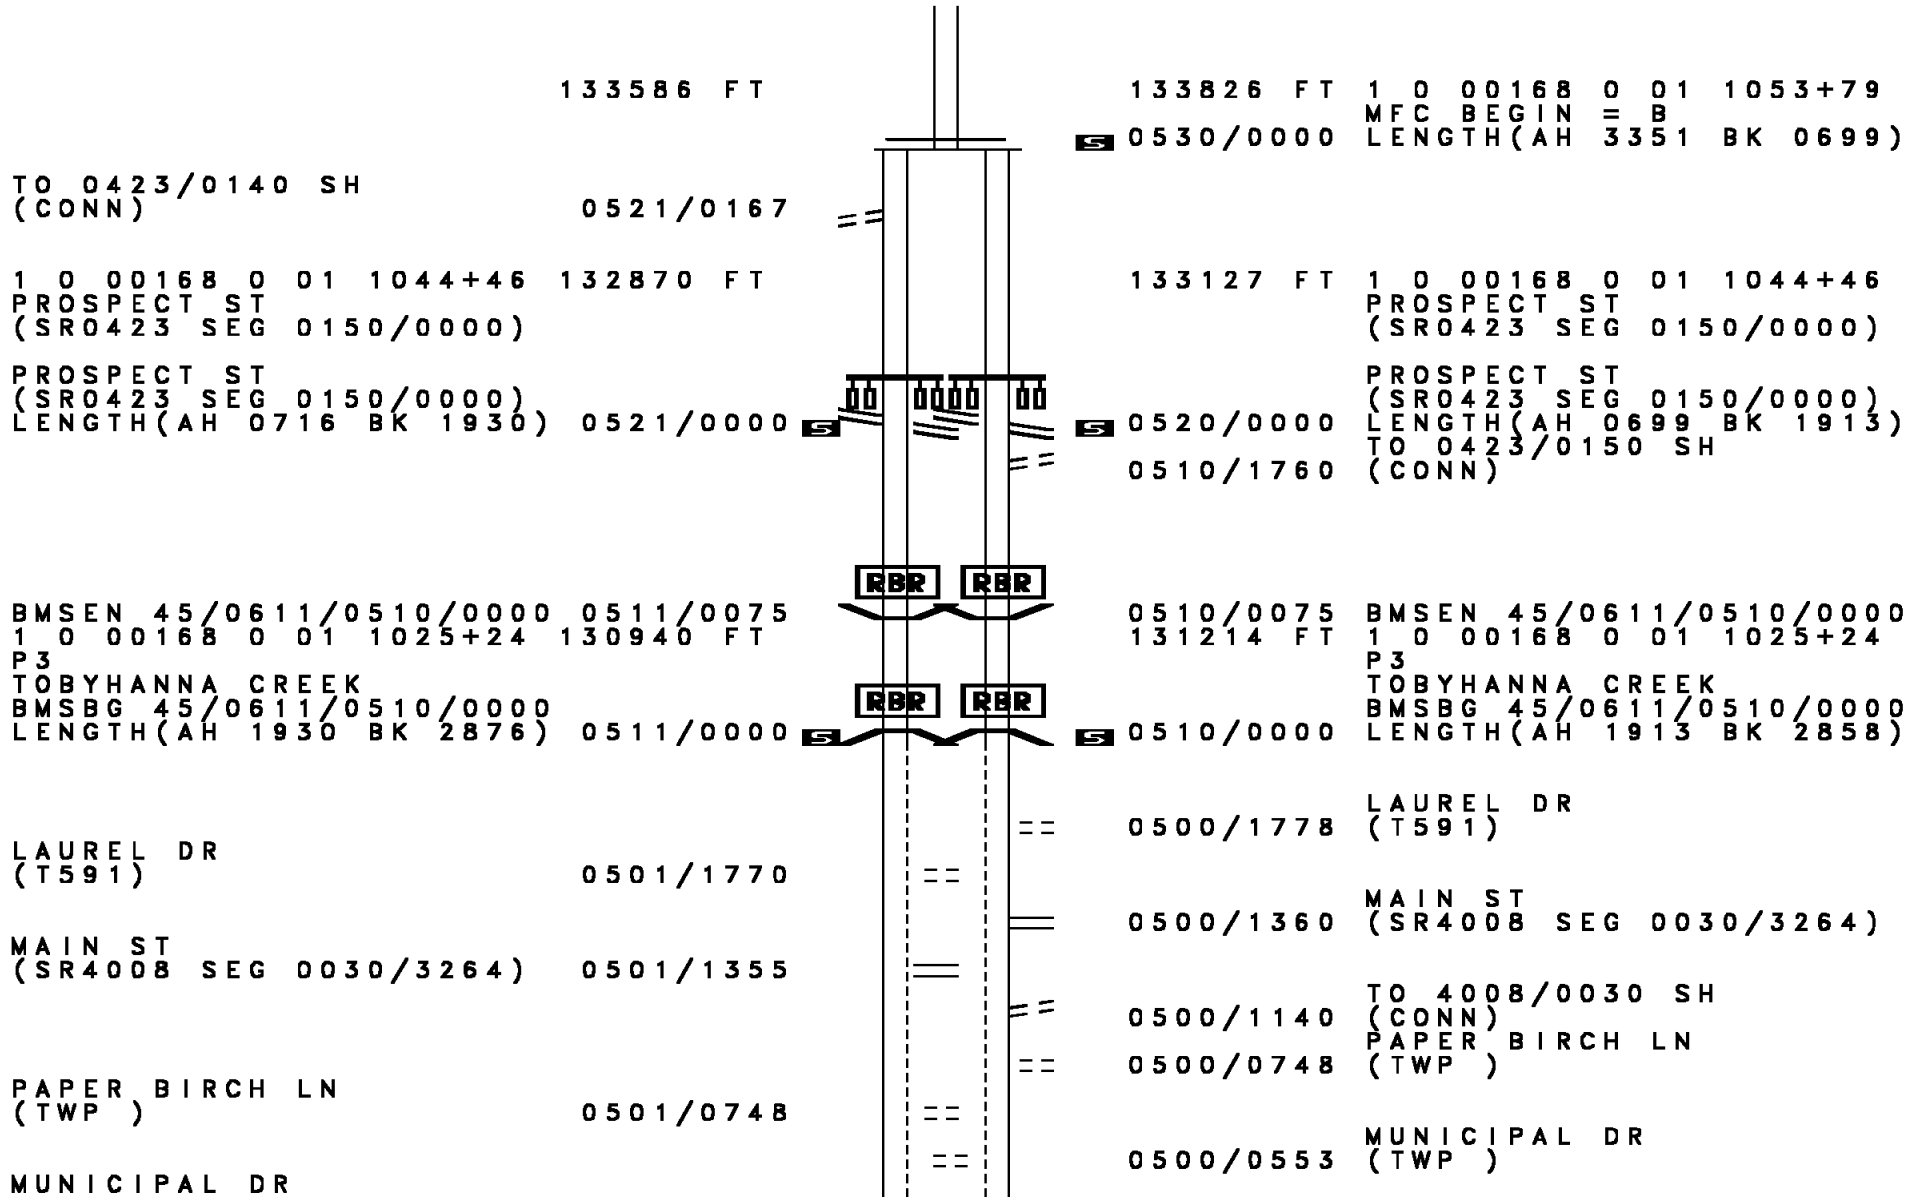 133586 FT 133826 FT 1 0 00168 0 01 1053+79
MFC BEGIN = B
S 0530/0000 LENGTH(AH 3351 BK 0699)
TO 0423/0140 SH
(CONN) 0521/0167
1 0 00168 0 01 1044+46 132870 FT 133127 FT 1 0 00168 0 01 1044+46
PROSPECT ST PROSPECT ST
(SR0423 SEG 0150/0000) (SR0423 SEG 0150/0000)
PROSPECT ST PROSPECT ST
(SR0423 SEG 0150/0000) (SR0423 SEG 0150/0000)
LENGTH(AH 0716 BK 1930) 0521/0000 S S 0520/0000 LENGTH(AH 0699 BK 1913)
TO 0423/0150 SH
0510/1760 (CONN)
RBR RBR
BMSEN 45/0611/0510/0000 0511/0075 0510/0075 BMSEN 45/0611/0510/0000
1 0 00168 0 01 1025+24 130940 FT 131214 FT 1 0 00168 0 01 1025+24
P3 P3
TOBYHANNA CREEK TOBYHANNA CREEK
RBR RBR
BMSBG 45/0611/0510/0000 BMSBG 45/0611/0510/0000
LENGTH(AH 1930 BK 2876) 0511/0000 S S 0510/0000 LENGTH(AH 1913 BK 2858)
LAUREL DR
0500/1778 (T591)
LAUREL DR
(T591) 0501/1770
MAIN ST
0500/1360 (SR4008 SEG 0030/3264)
MAIN ST
(SR4008 SEG 0030/3264) 0501/1355
TO 4008/0030 SH
0500/1140 (CONN)
PAPER BIRCH LN
0500/0748 (TWP )
PAPER BIRCH LN
(TWP ) 0501/0748
MUNICIPAL DR
0500/0553 (TWP )
MUNICIPAL DR